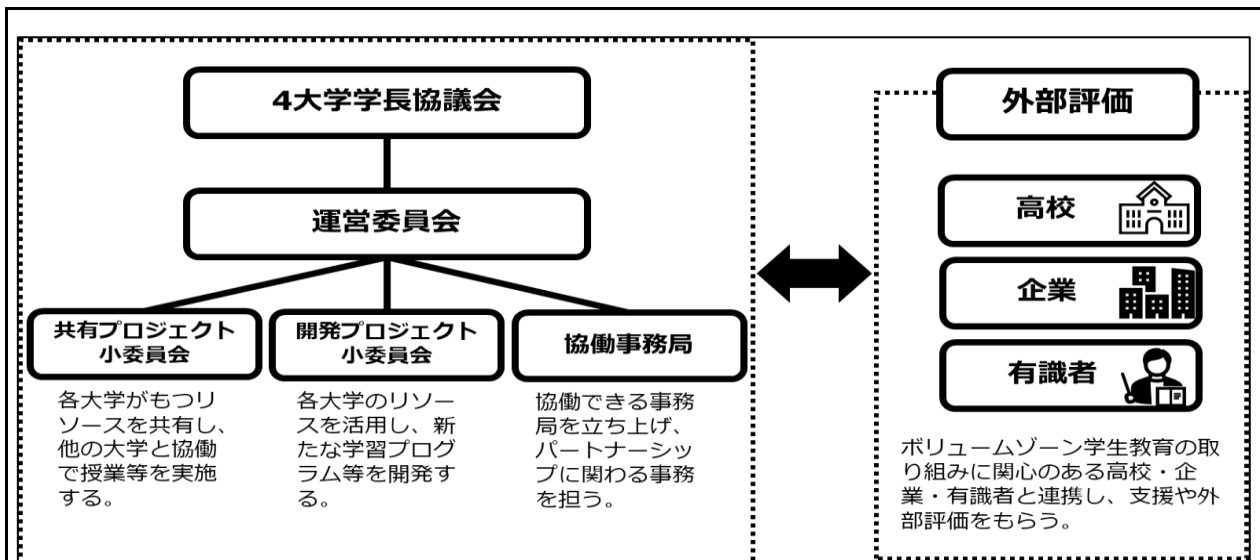 4大学学長協議会
運営委員会
共有プロジェクト
小委員会
各大学がもつリ
ソースを共有し、
他の大学と協働
で授業等を実施
する。
開発プロジェクト
小委員会
各大学のリソー
スを活用し、新
たな学習プログ
ラム等を開発す
る。
協働事務局
協働できる事務
局を立ち上げ、
パートナーシッ
プに関わる事務
を担う。
外部評価
高校
企業
有識者
ボリュームゾーン学生教育の取
り組みに関心のある高校・企
業・有識者と連携し、支援や外
部評価をもらう。